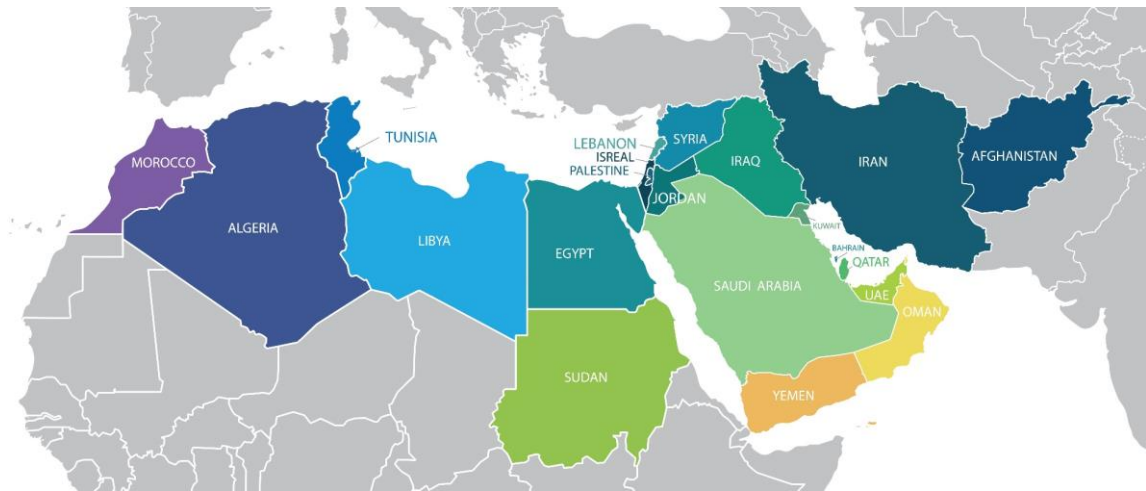 TUNISIA
LEBANON
SYRIA
ISREAL
MOROCCO
IRAQ
IRAN
AFGHANISTAN
PALESTINE
JORDAN
ALGERIA
KUWAIT
LIBYA
EGYPT
BAHRAIN
QATAR
SAUDI ARABIA
UAE
OMAN
SUDAN
YEMEN